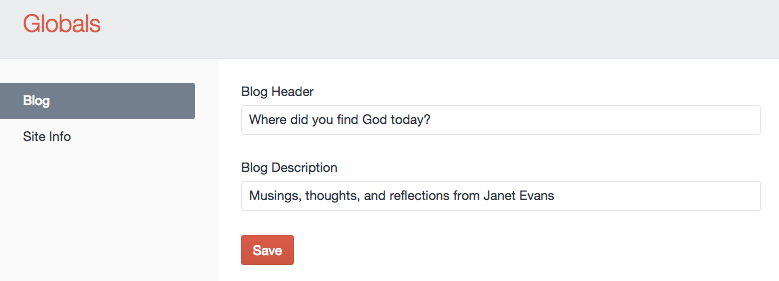 Globals
Blog
Site Info
Blog Header
Where did you find God today?
Blog Description
Musings, thoughts, and reflections from Janet Evans
Save